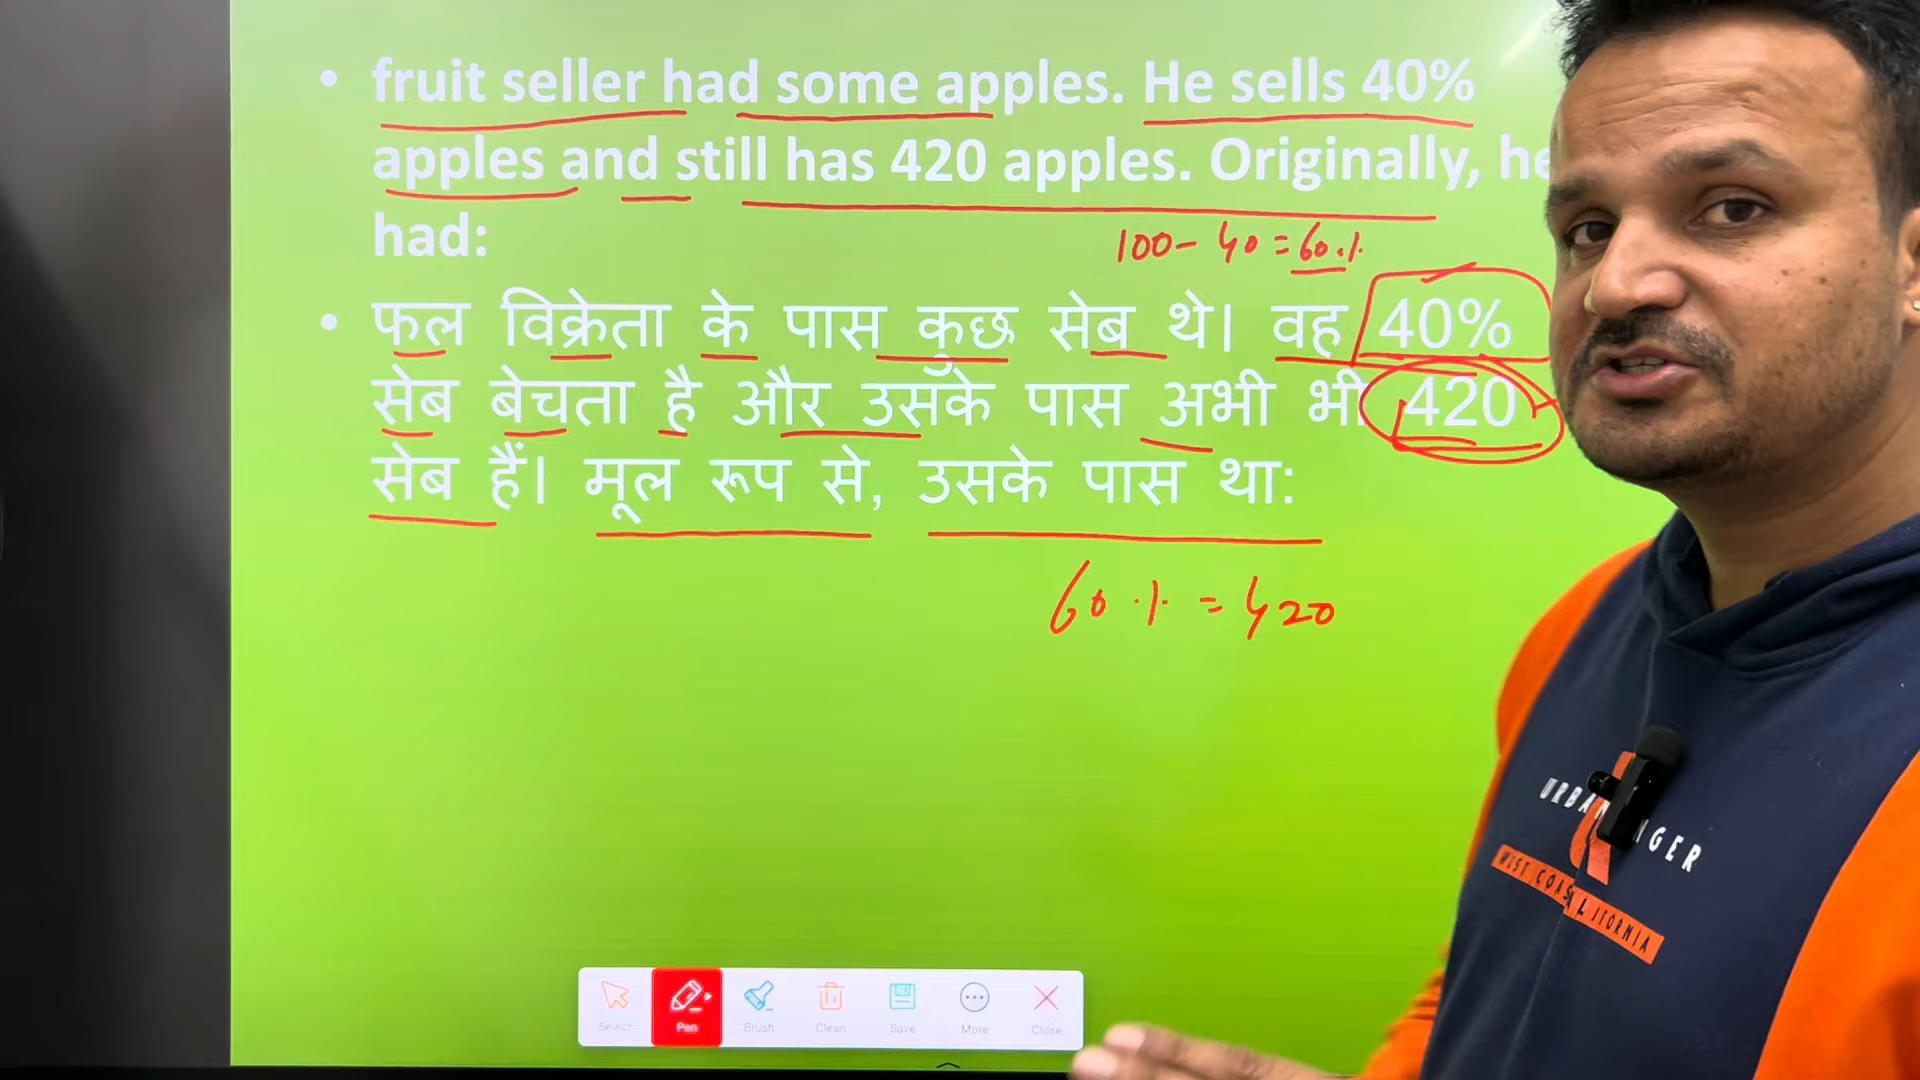 • fruit seller had some apples. He sells 40%
apples and still has 420 apples. Originally, he
had:
100 - 40 = 60%
• फल विक्रेता के पास कुछ सेब थे। वह 40%
सेब बेचता है और उसके पास अभी भी 420
सेब हैं। मूल रूप से, उसके पास था:
60% = 420
Select Pen Brush Clean Save More Close